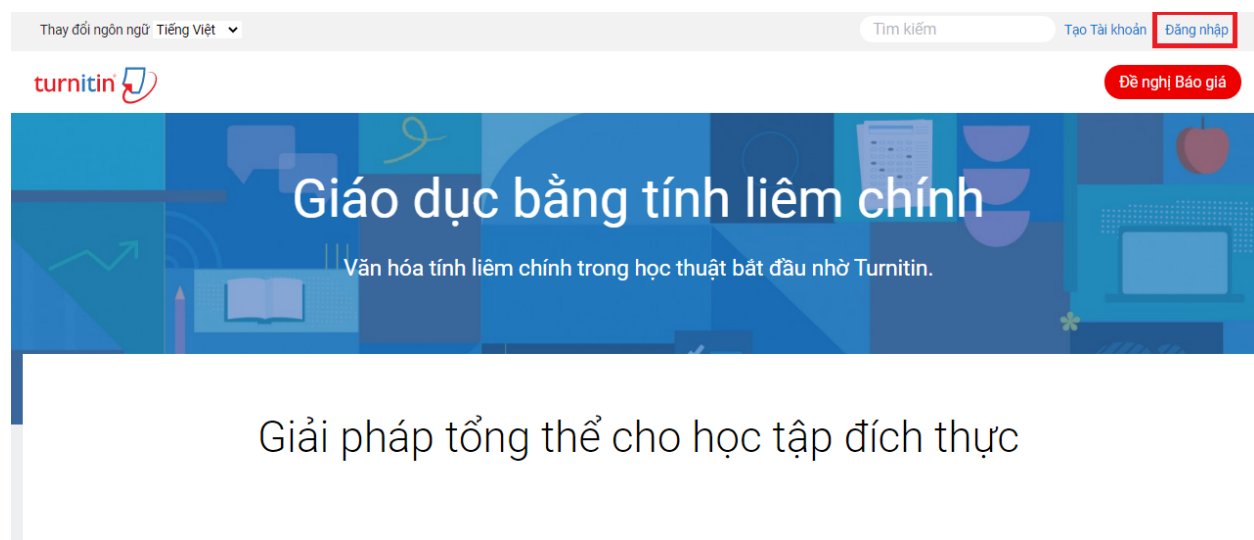 Thay đổi ngôn ngữ Tiếng Việt
Tìm kiếm
Tạo Tài khoản
Đăng nhập
turnitin
Đề nghị Báo giá
Giáo dục bằng tính liêm chính
Văn hóa tính liêm chính trong học thuật bắt đầu nhờ Turnitin.
Giải pháp tổng thể cho học tập đích thực